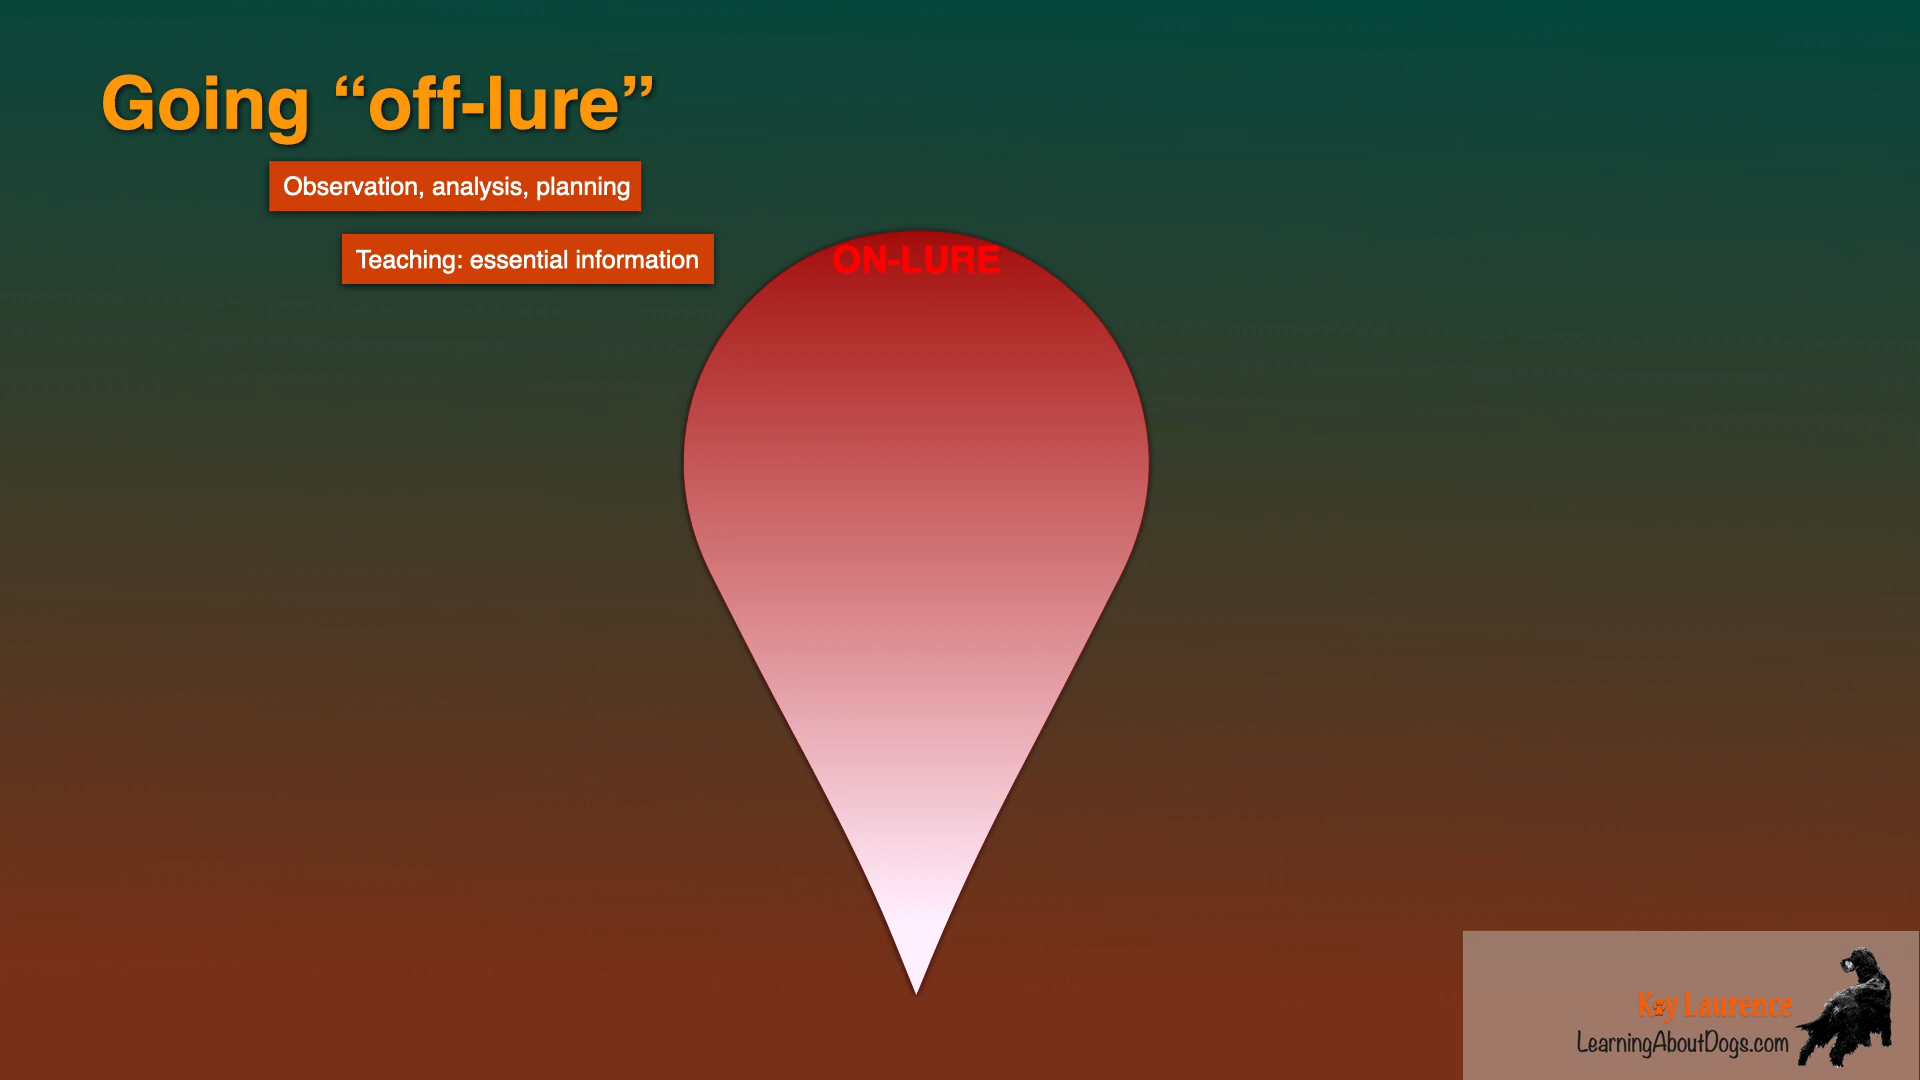 Going “off-lure”
Observation, analysis, planning
Teaching: essential information
ON-LURE
Kay Laurence
LearningAboutDogs.com